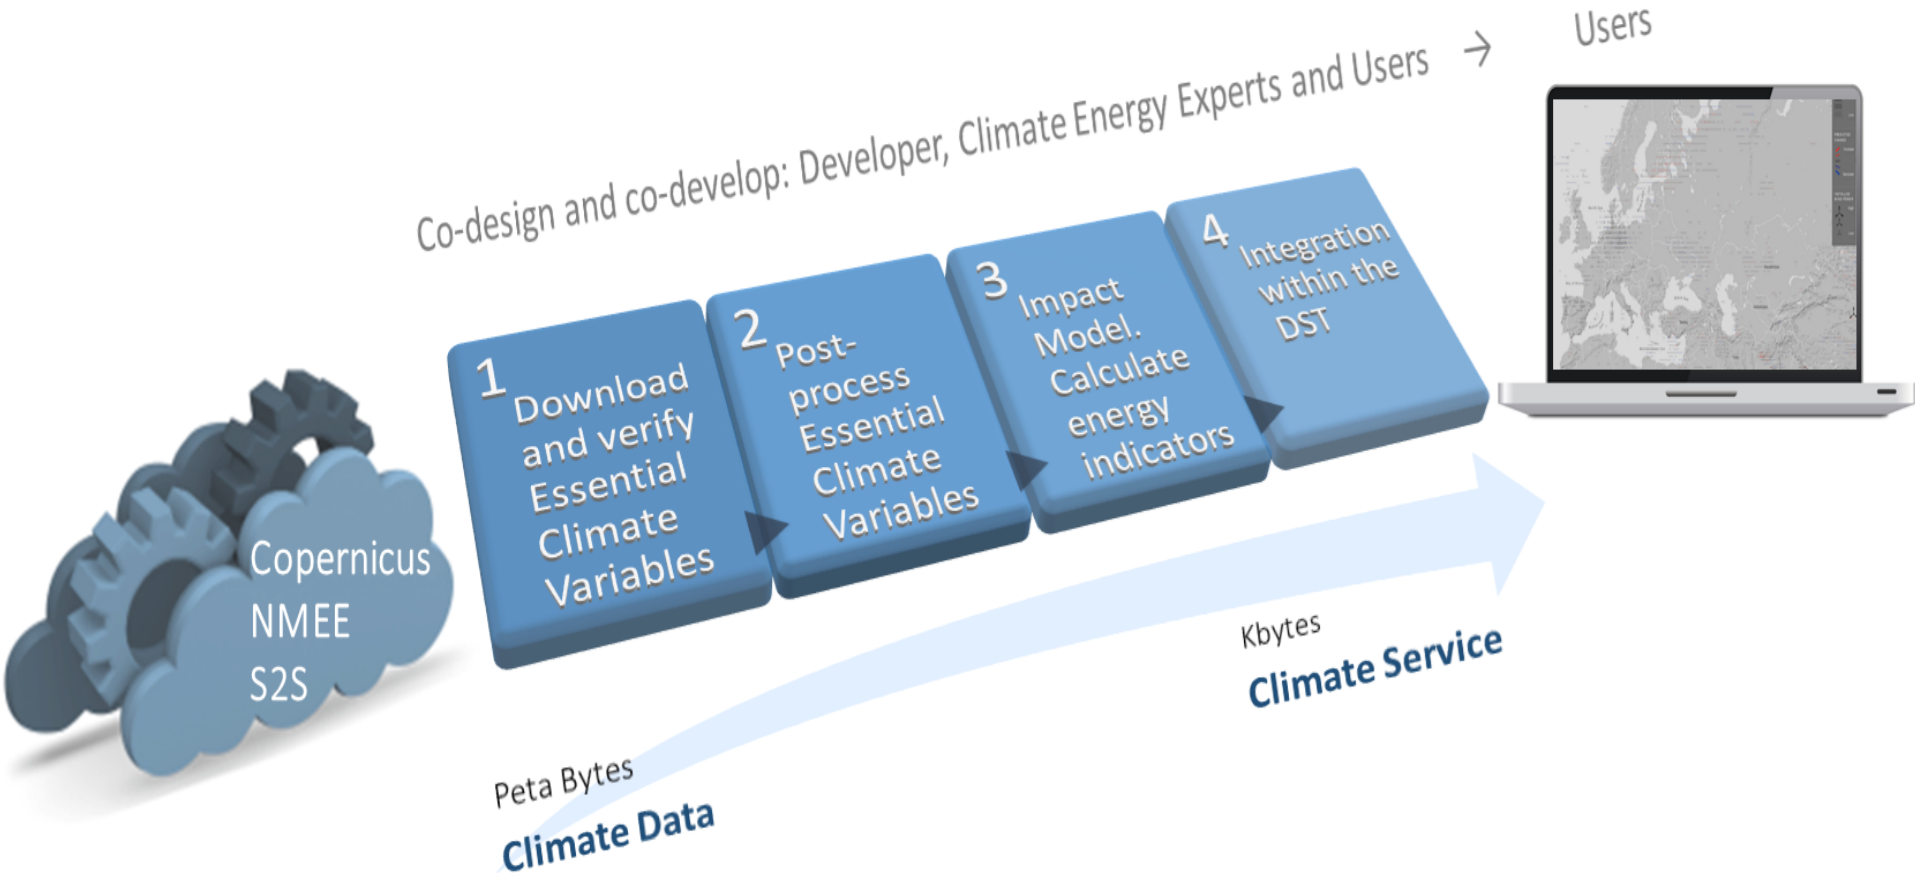 Users
Co-design and co-develop: Developer, Climate Energy Experts and Users →
1
Download
and verify
Essential
Climate
Variables
2
Post-
process
Essential
Climate
Variables
3
Impact
Model.
Calculate
energy
indicators
4
Integration
within the
DST
Copernicus
NMEE
S2S
Kbytes
Climate Service
Peta Bytes
Climate Data